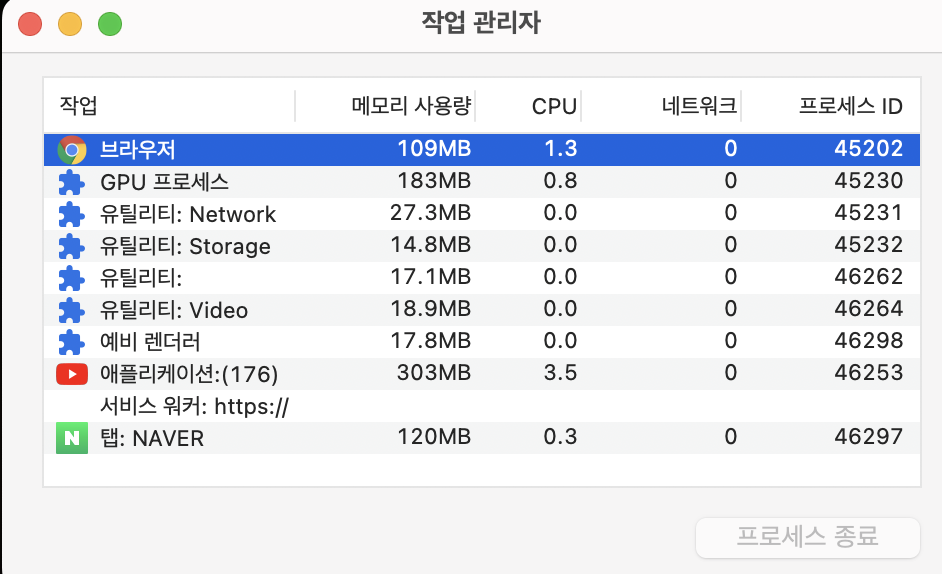 작업 관리자
작업 메모리 사용량 CPU 네트워크 프로세스 ID
브라우저 109MB 1.3 0 45202
GPU 프로세스 183MB 0.8 0 45230
유틸리티: Network 27.3MB 0.0 0 45231
유틸리티: Storage 14.8MB 0.0 0 45232
유틸리티: 17.1MB 0.0 0 46262
유틸리티: Video 18.9MB 0.0 0 46264
예비 렌더러 17.8MB 0.0 0 46298
애플리케이션:(176) 303MB 3.5 0 46253
서비스 워커: https://
N 탭: NAVER 120MB 0.3 0 46297
프로세스 종료